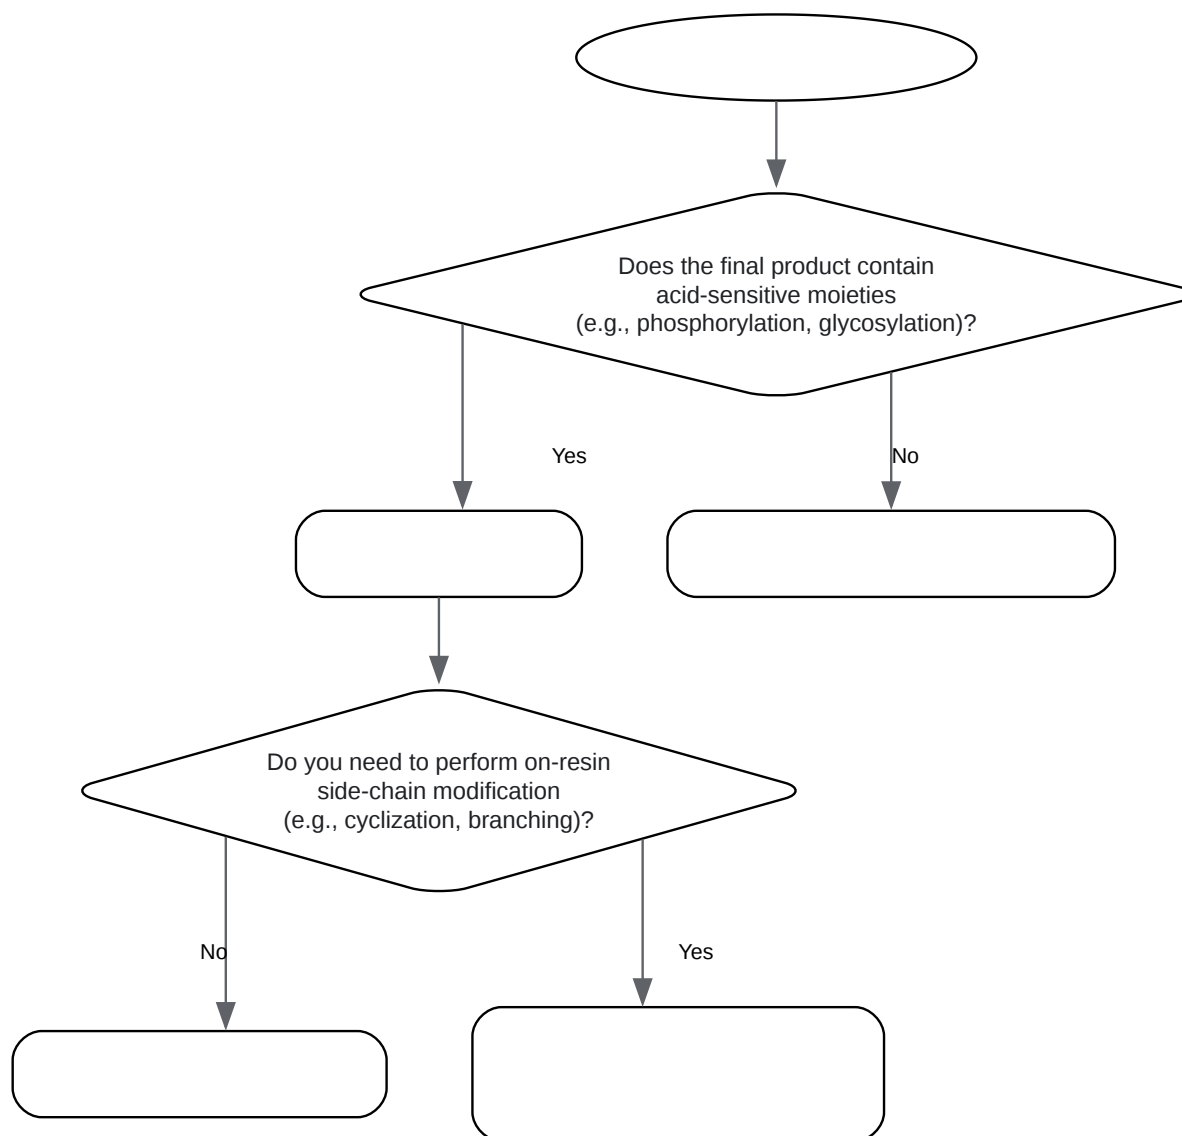 Does the final product contain
acid-sensitive moieties
(e.g., phosphorylation, glycosylation)?
Yes
No
Do you need to perform on-resin
side-chain modification
(e.g., cyclization, branching)?
No
Yes